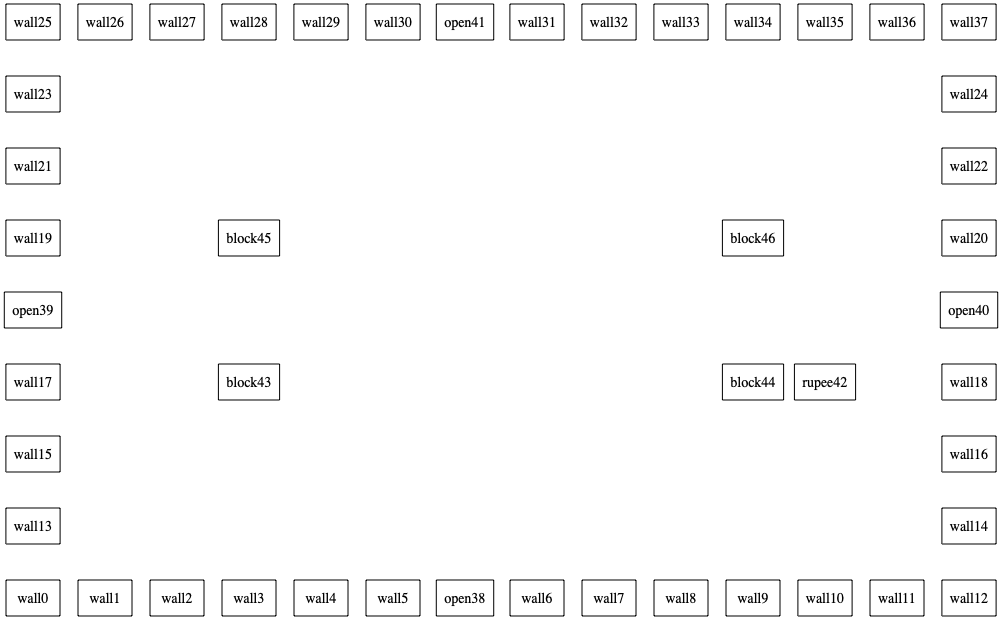 wall25 wall26 wall27 wall28 wall29 wall30 open41 wall31 wall32 wall33 wall34 wall35 wall36 wall37
wall23 wall24
wall21 wall22
wall19 block45 block46 wall20
open39 open40
wall17 block43 block44 rupee42 wall18
wall15 wall16
wall13 wall14
wall0 wall1 wall2 wall3 wall4 wall5 open38 wall6 wall7 wall8 wall9 wall10 wall11 wall12